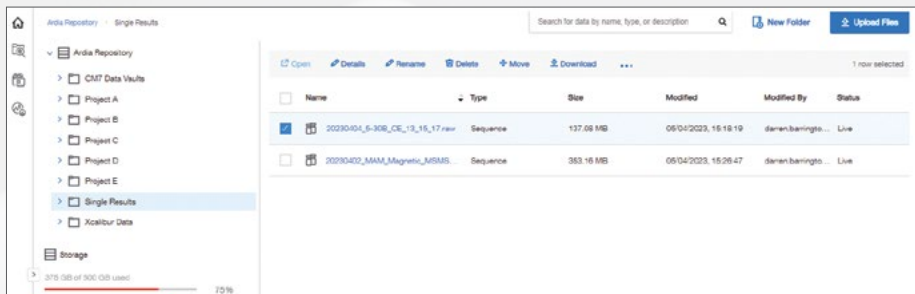 Ardia Repository > Single Results
Search for data by name, type, or description
New Folder
Upload Files
Ardia Repository
CM7 Data Vaults
Project A
Project B
Project C
Project D
Project E
Single Results
Xcalibur Data
Storage
375 GB of 500 GB used
75%
Open Details Rename Delete Move Download ••• 1 row selected
Name Type Size Modified Modified By Status
20230404_5-30B_CE_13_15_17.raw Sequence 137.08 MB 05/04/2023, 15:18:19 darren.barringto... Live
20230402_MAM_Magnetic_MSMS... Sequence 353.16 MB 05/04/2023, 15:26:47 darren.barringto... Live